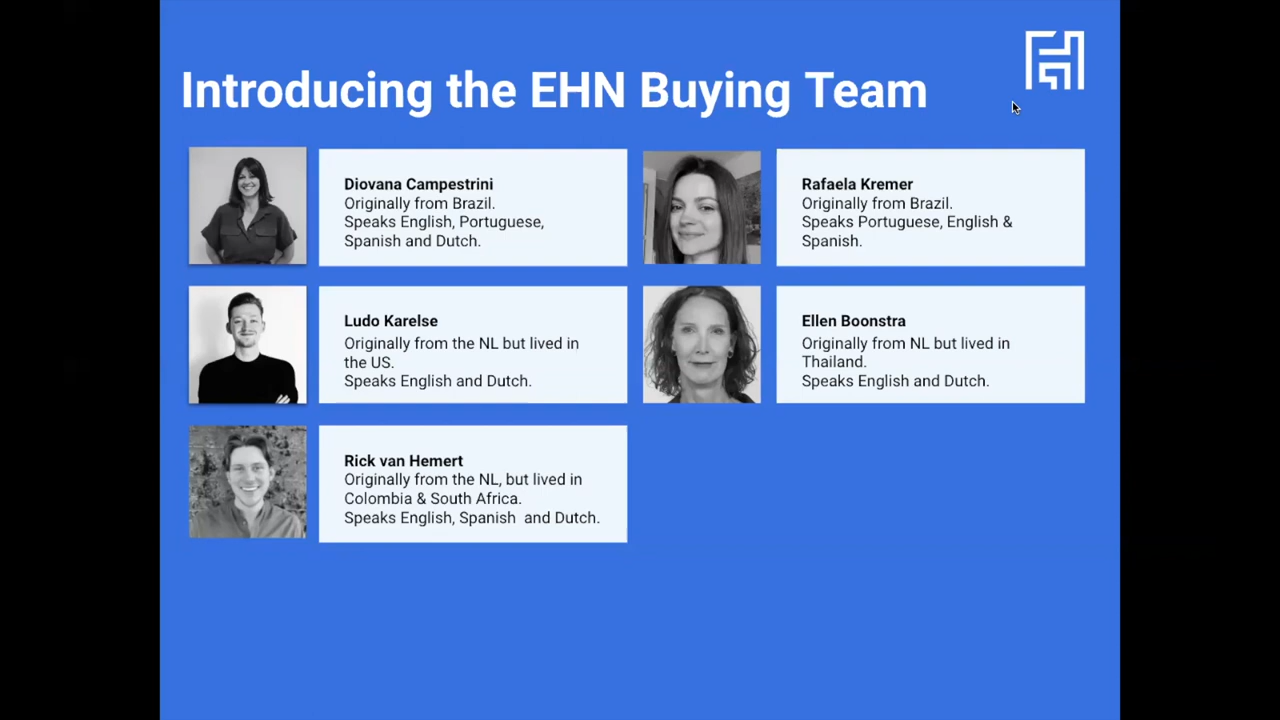 Introducing the EHN Buying Team
Diovana Campestrini
Originally from Brazil.
Speaks English, Portuguese,
Spanish and Dutch.
Rafaela Kremer
Originally from Brazil.
Speaks Portuguese, English &
Spanish.
Ludo Karelse
Originally from the NL but lived in
the US.
Speaks English and Dutch.
Ellen Boonstra
Originally from NL but lived in
Thailand.
Speaks English and Dutch.
Rick van Hemert
Originally from the NL, but lived in
Colombia & South Africa.
Speaks English, Spanish  and Dutch.